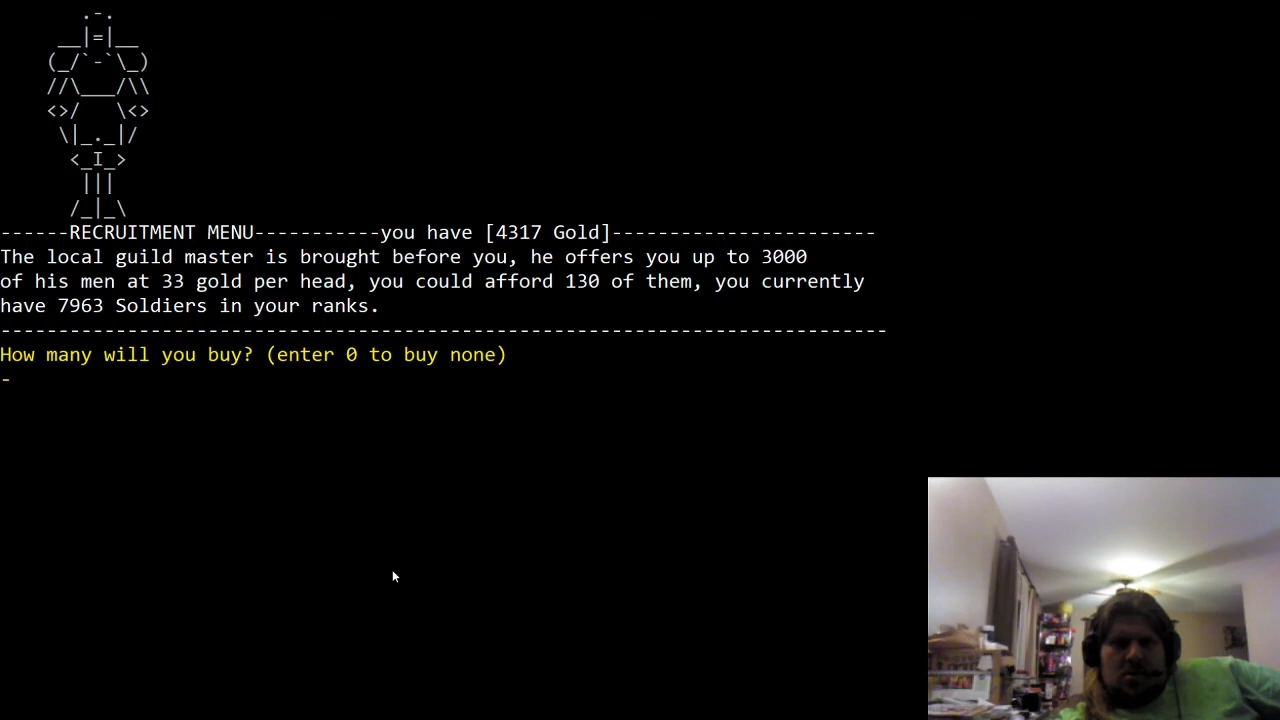 ------RECRUITMENT MENU-----------you have [4317 Gold]-----------------------
The local guild master is brought before you, he offers you up to 3000
of his men at 33 gold per head, you could afford 130 of them, you currently
have 7963 Soldiers in your ranks.
-----------------------------------------------------------------------------
How many will you buy? (enter 0 to buy none)
-